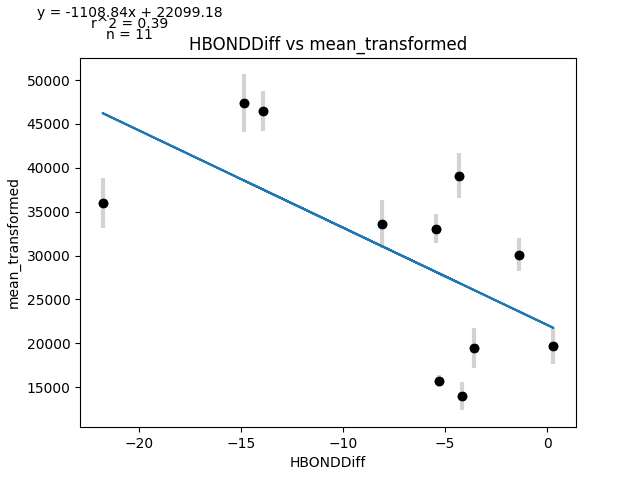 y = -1108.84x + 22099.18
r^2 = 0.39
n = 11
HBONDDiff vs mean_transformed
mean_transformed
50000
45000
40000
35000
30000
25000
20000
15000
−20
−15
−10
−5
0
HBONDDiff